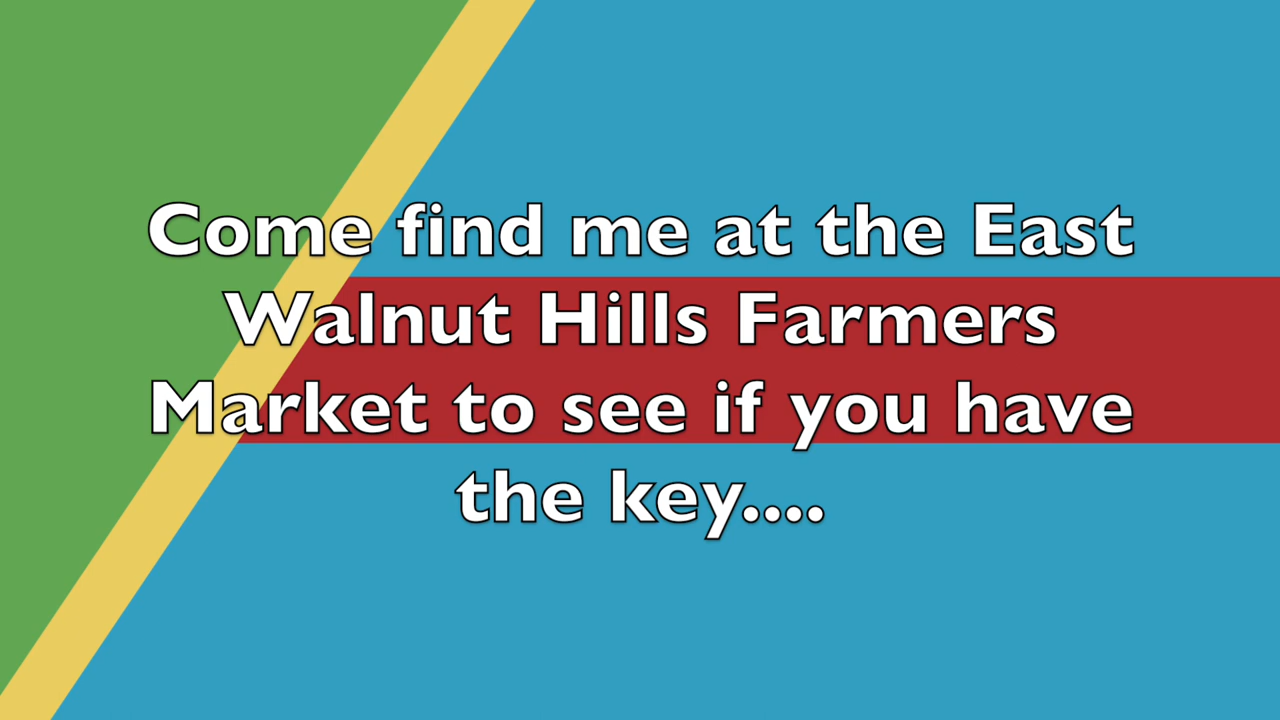 Come find me at the East
Walnut Hills Farmers
Market to see if you have
the key....